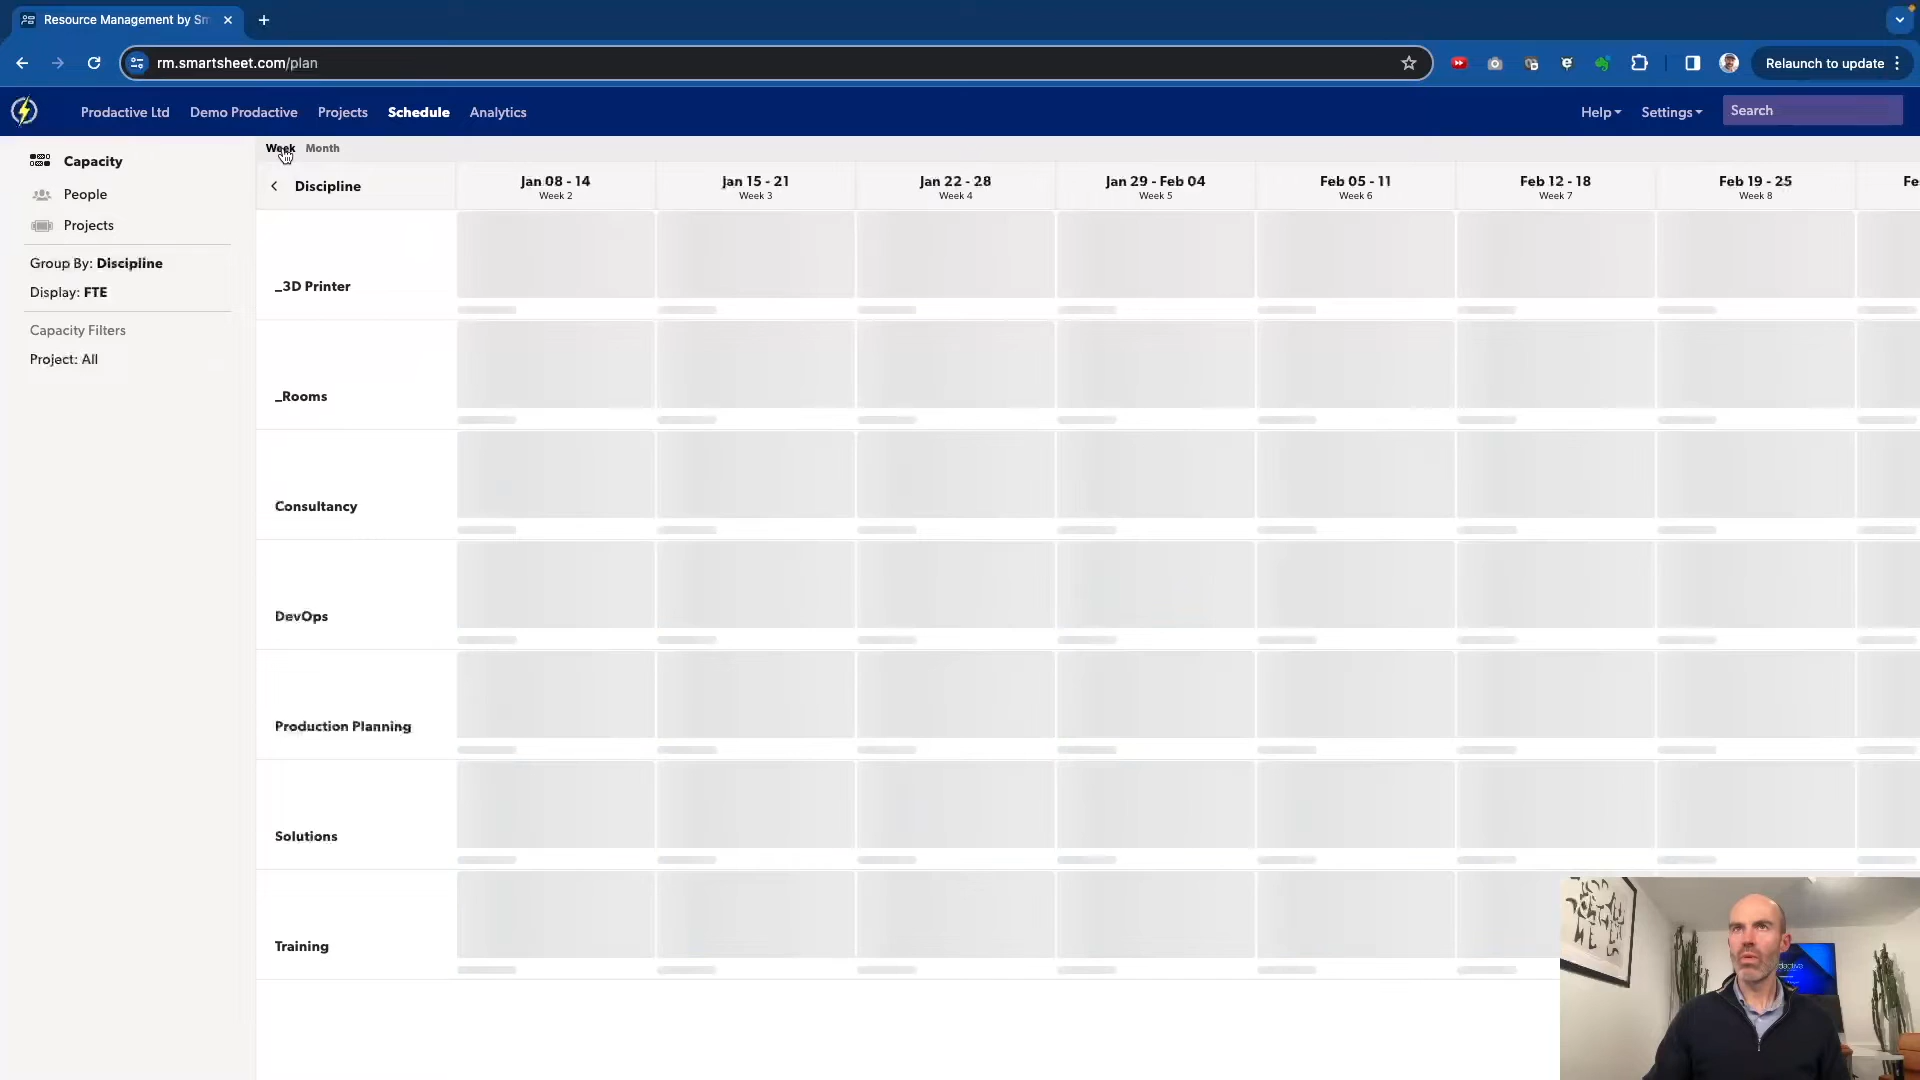 Resource Management by Sm
rm.smartsheet.com/plan
Relaunch to update
Prodactive Ltd
Demo Prodactive
Projects
Schedule
Analytics
Help
Settings
Search
Capacity
People
Projects
Group By: Discipline
Display: FTE
Capacity Filters
Project: All
Week
Month
Discipline
Jan 08 - 14
Week 2
Jan 15 - 21
Week 3
Jan 22 - 28
Week 4
Jan 29 - Feb 04
Week 5
Feb 05 - 11
Week 6
Feb 12 - 18
Week 7
Feb 19 - 25
Week 8
Fe
_3D Printer
_Rooms
Consultancy
DevOps
Production Planning
Solutions
Training